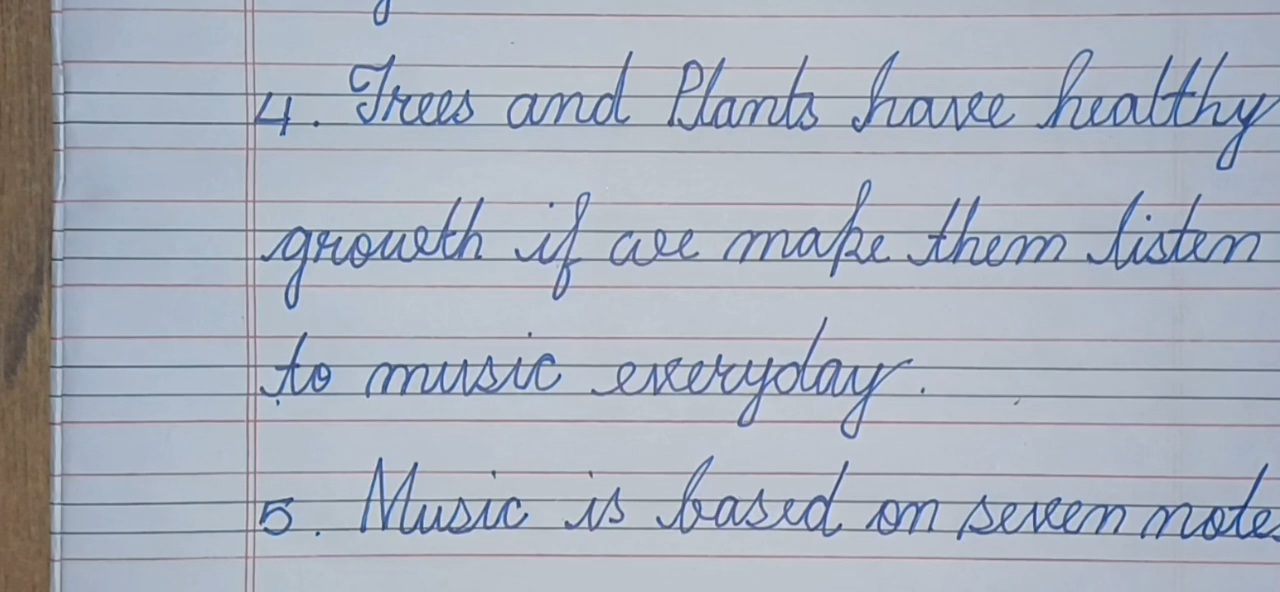 4. Trees and Plants have healthy
growth if we make them listen
to music everyday.
5. Music is based on seven notes